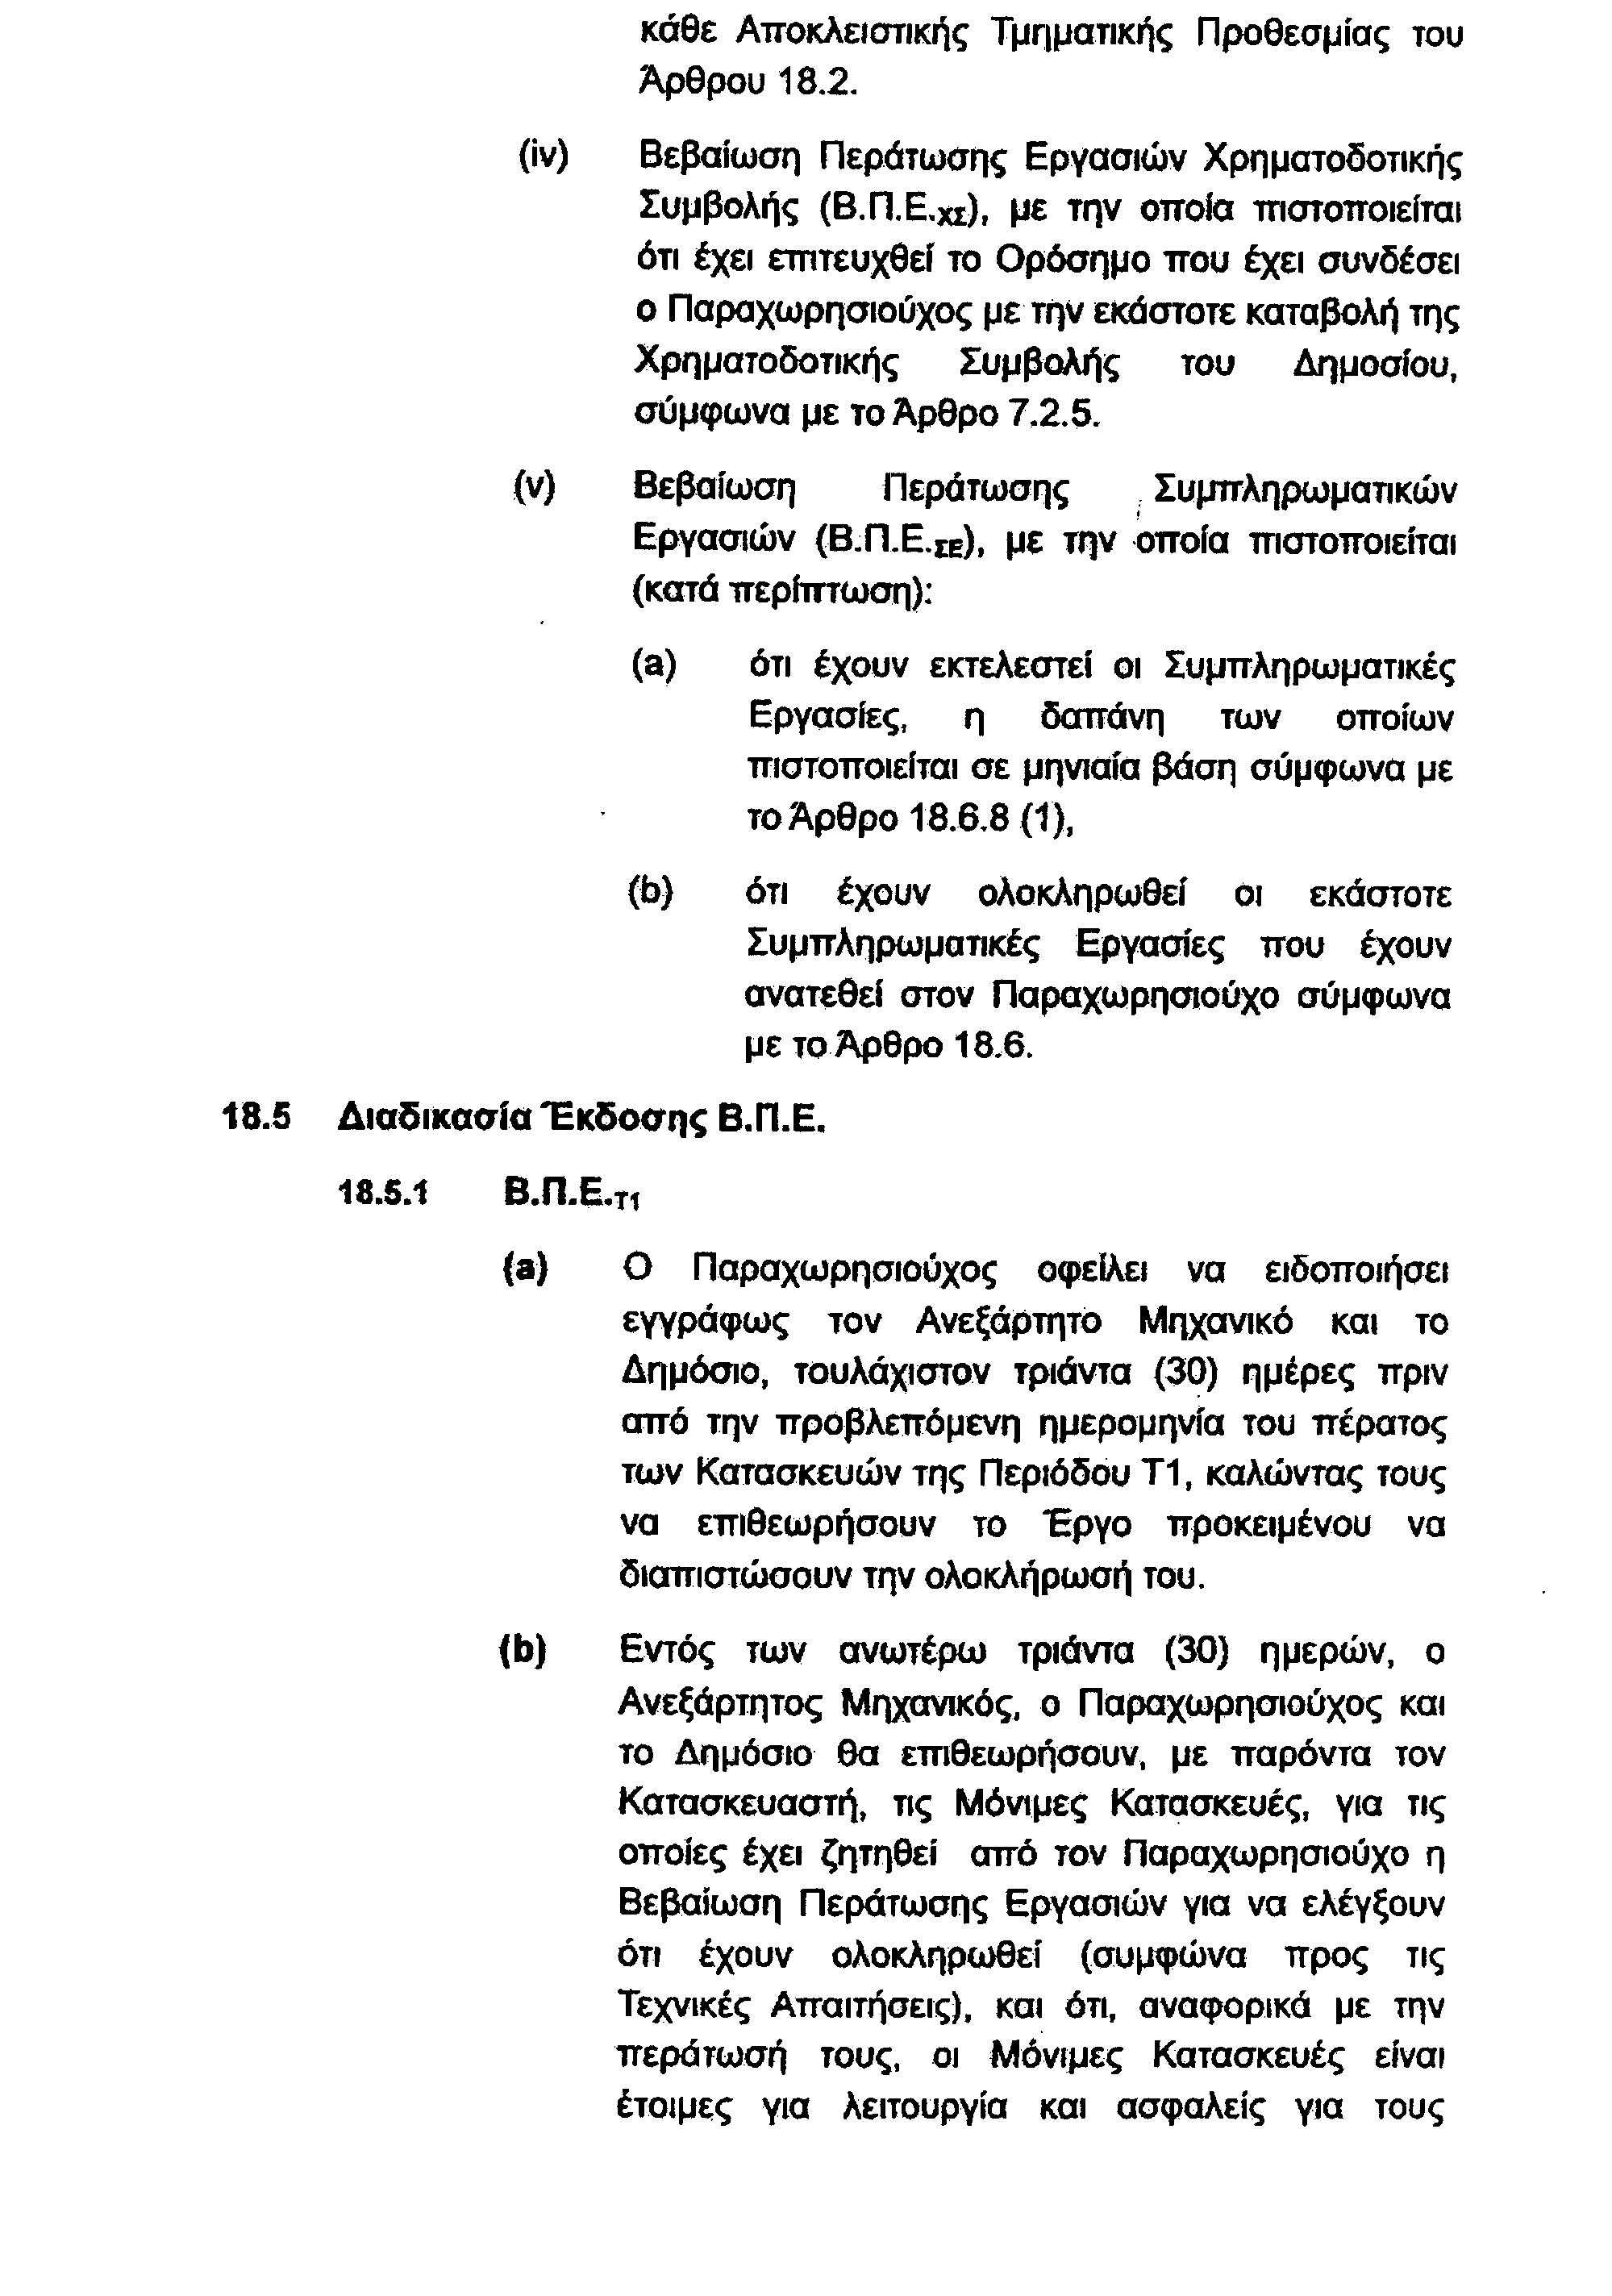 κάθε Αποκλειστικής Τμηματικής Προθεσμίας του
Άρθρου 18.2.
(iv) Βεβαίωση Περάτωσης Εργασιών Χρηματοδοτικής
Συμβολής (Β.Π.Ε.ΧΣ), με την οποία πιστοποιείται
ότι έχει επιτευχθεί το Ορόσημο που έχει συνδέσει
ο Παραχωρησιούχος με την εκάστοτε καταβολή της
Χρηματοδοτικής Συμβολής του Δημοσίου,
σύμφωνα με το Άρθρο 7.2.5.
(v) Βεβαίωση Περάτωσης Συμπληρωματικών
Εργασιών (Β.Π.Ε.ΣΕ), με την οποία πιστοποιείται
(κατά περίπτωση):
(a) ότι έχουν εκτελεστεί οι Συμπληρωματικές
Εργασίες, η δαπάνη των οποίων
πιστοποιείται σε μηνιαία βάση σύμφωνα με
το Άρθρο 18.6.8 (1),
(b) ότι έχουν ολοκληρωθεί οι εκάστοτε
Συμπληρωματικές Εργασίες που έχουν
ανατεθεί στον Παραχωρησιούχο σύμφωνα
με το Άρθρο 18.6.
18.5 Διαδικασία Έκδοσης Β.Π.Ε.
18.5.1 Β.Π.Ε.Τ1
(a) Ο Παραχωρησιούχος οφείλει να ειδοποιήσει
εγγράφως τον Ανεξάρτητο Μηχανικό και το
Δημόσιο, τουλάχιστον τριάντα (30) ημέρες πριν
από την προβλεπόμενη ημερομηνία του πέρατος
των Κατασκευών της Περιόδου Τ1, καλώντας τους
να επιθεωρήσουν το Έργο προκειμένου να
διαπιστώσουν την ολοκλήρωσή του.
(b) Εντός των ανωτέρω τριάντα (30) ημερών, ο
Ανεξάρτητος Μηχανικός, ο Παραχωρησιούχος και
το Δημόσιο θα επιθεωρήσουν, με παρόντα τον
Κατασκευαστή, τις Μόνιμες Κατασκευές, για τις
οποίες έχει ζητηθεί από τον Παραχωρησιούχο η
Βεβαίωση Περάτωσης Εργασιών για να ελέγξουν
ότι έχουν ολοκληρωθεί (συμφώνα προς τις
Τεχνικές Απαιτήσεις), και ότι, αναφορικά με την
περάτωσή τους, οι Μόνιμες Κατασκευές είναι
έτοιμες για λειτουργία και ασφαλείς για τους